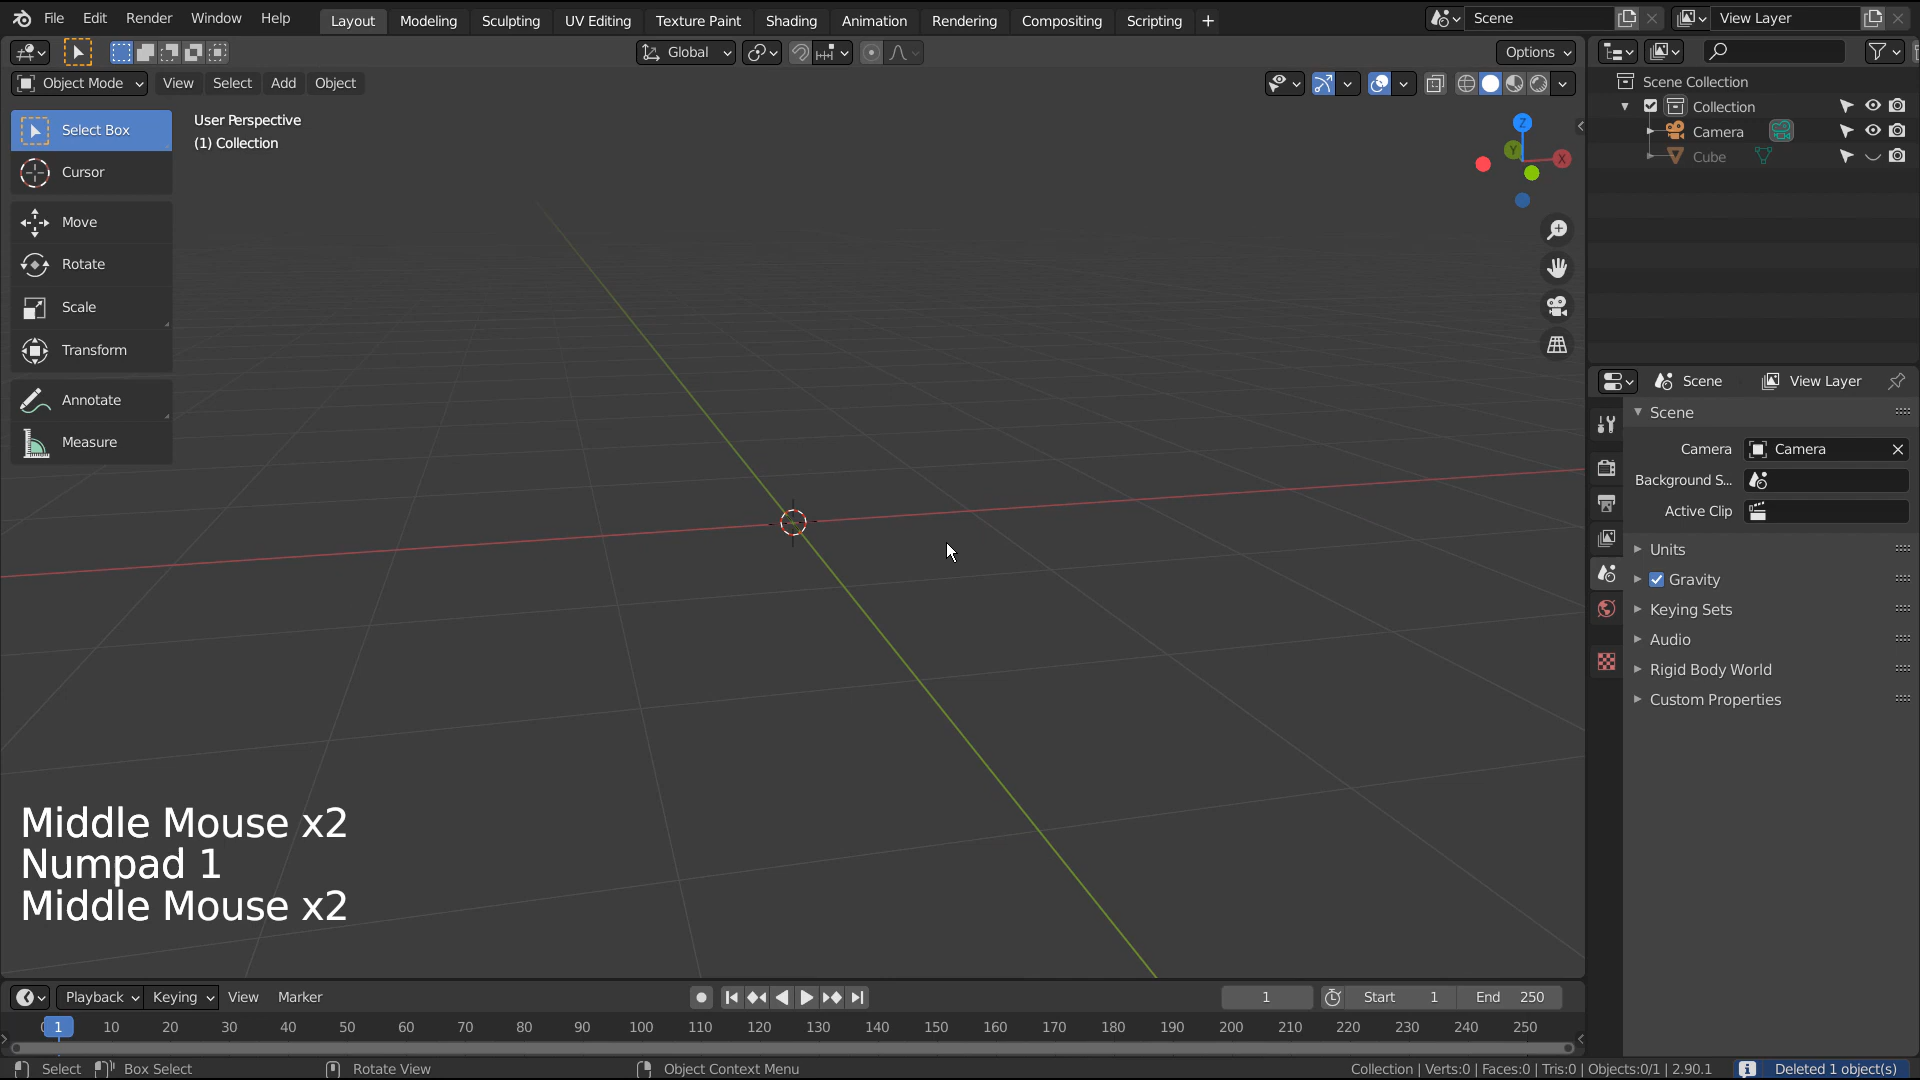 File Edit Render Window Help Layout Modeling Sculpting UV Editing Texture Paint Shading Animation Rendering Compositing Scripting + Scene View Layer
Global Options
Object Mode View Select Add Object
Scene Collection
Collection
Camera
Cube
Select Box
Cursor
Move
Rotate
Scale
Transform
Annotate
Measure
User Perspective
(1) Collection
Z
Y
X
Scene View Layer
Scene
Camera Camera
Background S...
Active Clip
Units
Gravity
Keying Sets
Audio
Rigid Body World
Custom Properties
Middle Mouse x2
Numpad 1
Middle Mouse x2
Playback Keying View Marker 1 Start 1 End 250
1 10 20 30 40 50 60 70 80 90 100 110 120 130 140 150 160 170 180 190 200 210 220 230 240 250
Select Box Select Rotate View Object Context Menu Collection | Verts:0 | Faces:0 | Tris:0 | Objects:0/1 | 2.90.1 Deleted 1 object(s)